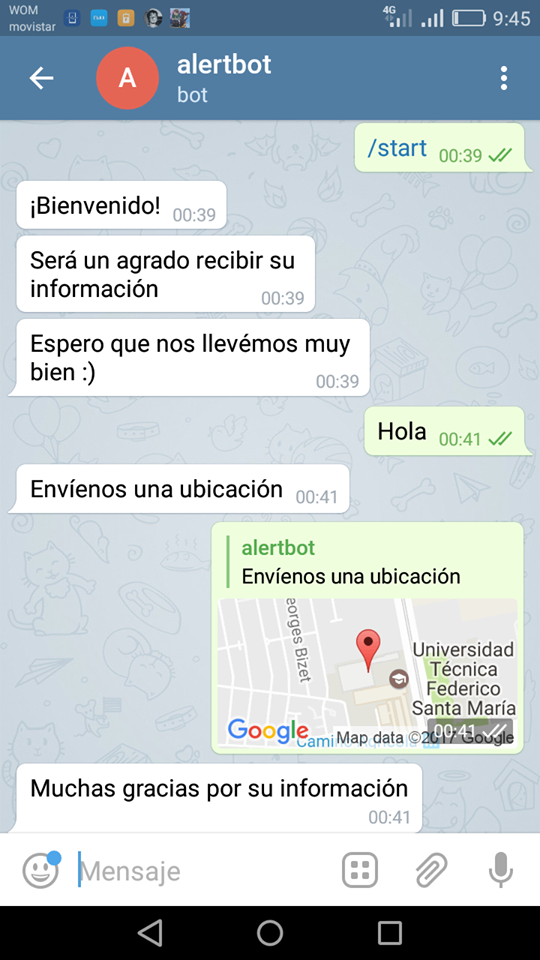 WOM
movistar
4G
9:45
A
alertbot
bot
/start 00:39
¡Bienvenido! 00:39
Será un agrado recibir su
información 00:39
Espero que nos llevémos muy
bien :)
00:39
Hola 00:41
Envíenos una ubicación 00:41
alertbot
Envíenos una ubicación
eorges Bizet
Universidad
Técnica
Federico
Santa María
Google
Map data ©2017 Google
00:41
Muchas gracias por su información
00:41
Mensaje